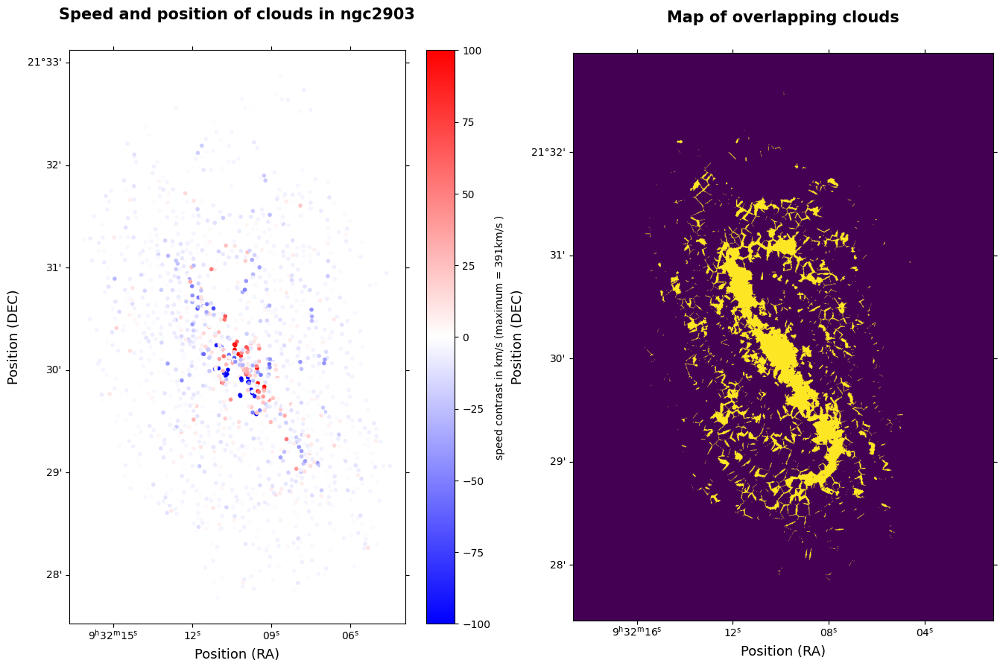 Speed and position of clouds in ngc2903
21°33'
32'
31'
30'
29'
28'
Position (DEC)
9ʰ32ᵐ15ˢ
12ˢ
09ˢ
06ˢ
Position (RA)
100
75
50
25
0
−25
−50
−75
−100
speed contrast in km/s (maximum = 391km/s )
Map of overlapping clouds
21°32'
31'
30'
29'
28'
Position (DEC)
9ʰ32ᵐ16ˢ
12ˢ
08ˢ
04ˢ
Position (RA)